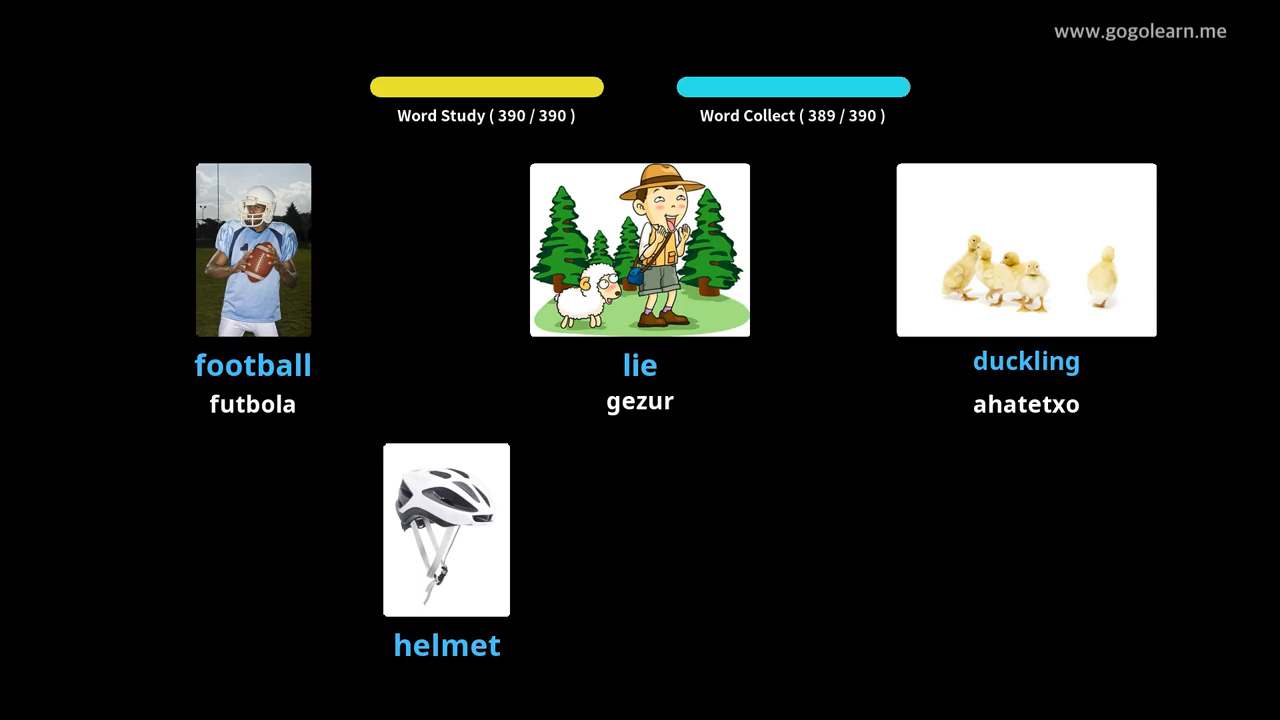 www.gogolearn.me
Word Study ( 390 / 390 )
Word Collect ( 389 / 390 )
football
futbola
lie
gezur
duckling
ahatetxo
helmet